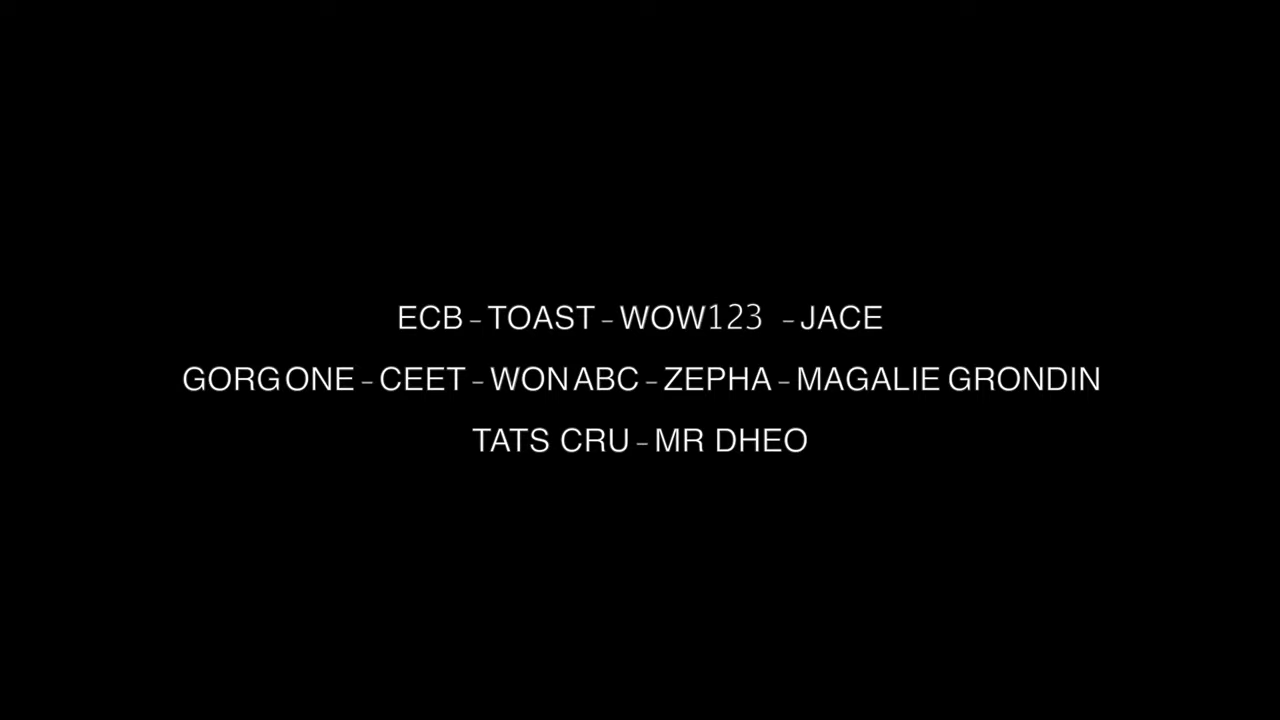 ECB – TOAST – WOW123 – JACE
GORGONE – CEET – WON ABC – ZEPHA – MAGALIE GRONDIN
TATS CRU – MR DHEO